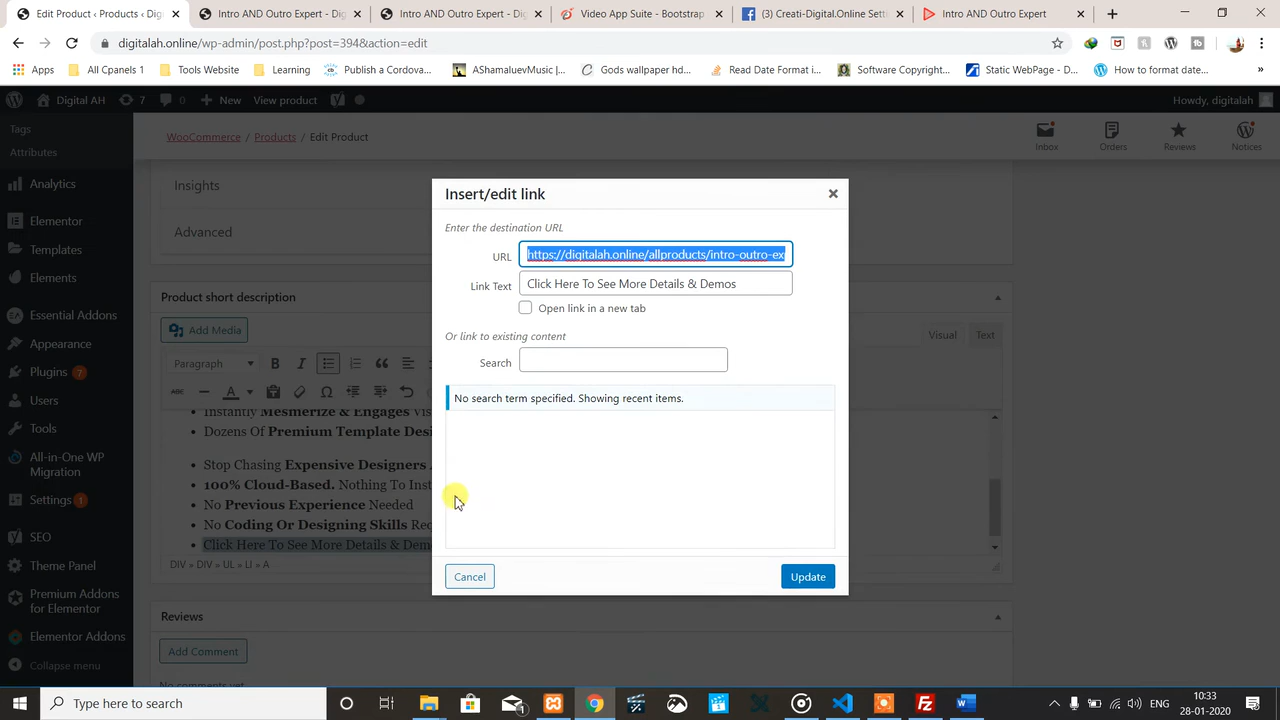 Product Products ‹ Digital AH
Intro AND Outro Expert - Digital
Intro AND Outro Expert - Digital
Video App Suite - Bootstrap
(3) Creati-Digital.Online Sett
Intro AND Outro Expert
digitalah.online/wp-admin/post.php?post=394&action=edit
Apps
All Cpanels 1
Tools Website
Learning
Publish a Cordova...
AShamaluevMusic |...
Gods wallpaper hd...
Read Date Format i...
Software Copyright...
Static WebPage - D...
How to format date...
»
Digital AH
7
0
New
View product
Howdy, digitalah
Tags
Attributes
Analytics
Elementor
Templates
Elements
Essential Addons
Appearance
Plugins 7
Users
Tools
All-in-One WP
Migration
Settings 1
SEO
Theme Panel
Premium Addons
for Elementor
Elementor Addons
Collapse menu
WooCommerce / Products / Edit Product
Inbox
Orders
Reviews
Notices
Insights
Advanced
Product short description
Add Media
Visual
Text
Paragraph
B
I
ABC
A
Instantly Mesmerize & Engages
Dozens Of Premium Template
Stop Chasing Expensive Designers
100% Cloud-Based. Nothing To
No Previous Experience Needed
No Coding Or Designing Skills
Click Here To See More Details &
DIV » DIV » UL » LI » A
Reviews
Add Comment
No comments yet.
Insert/edit link
Enter the destination URL
URL
https://digitalah.online/allproducts/intro-outro-ex
Link Text
Click Here To See More Details & Demos
Open link in a new tab
Or link to existing content
Search
No search term specified. Showing recent items.
Cancel
Update
Type here to search
1
ENG
10:33
28-01-2020